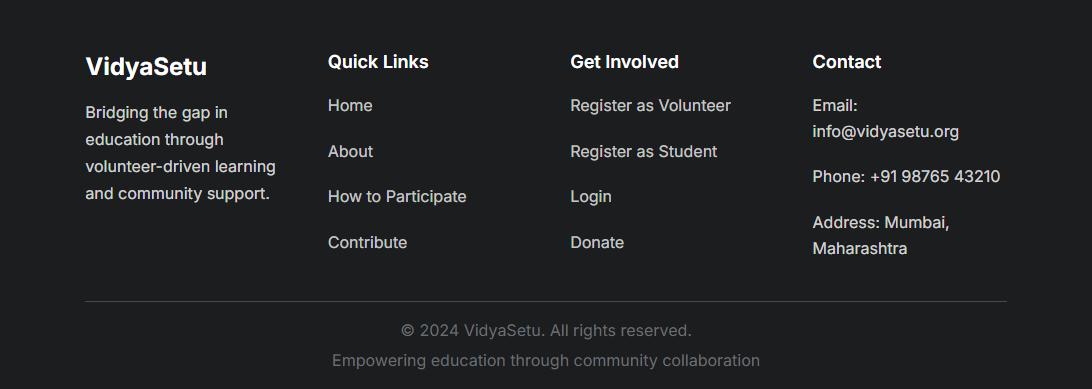 VidyaSetu
Bridging the gap in
education through
volunteer-driven learning
and community support.
Quick Links
Home
About
How to Participate
Contribute
Get Involved
Register as Volunteer
Register as Student
Login
Donate
Contact
Email:
info@vidyasetu.org
Phone: +91 98765 43210
Address: Mumbai,
Maharashtra
© 2024 VidyaSetu. All rights reserved.
Empowering education through community collaboration